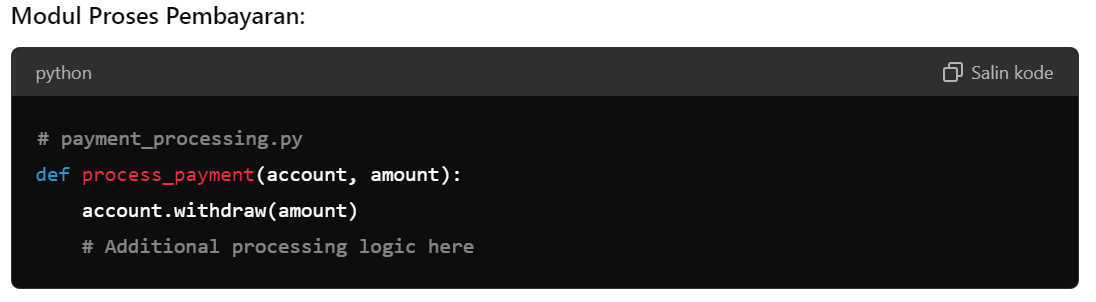 Modul Proses Pembayaran:
python
Salin kode
# payment_processing.py
def process_payment(account, amount):
    account.withdraw(amount)
    # Additional processing logic here